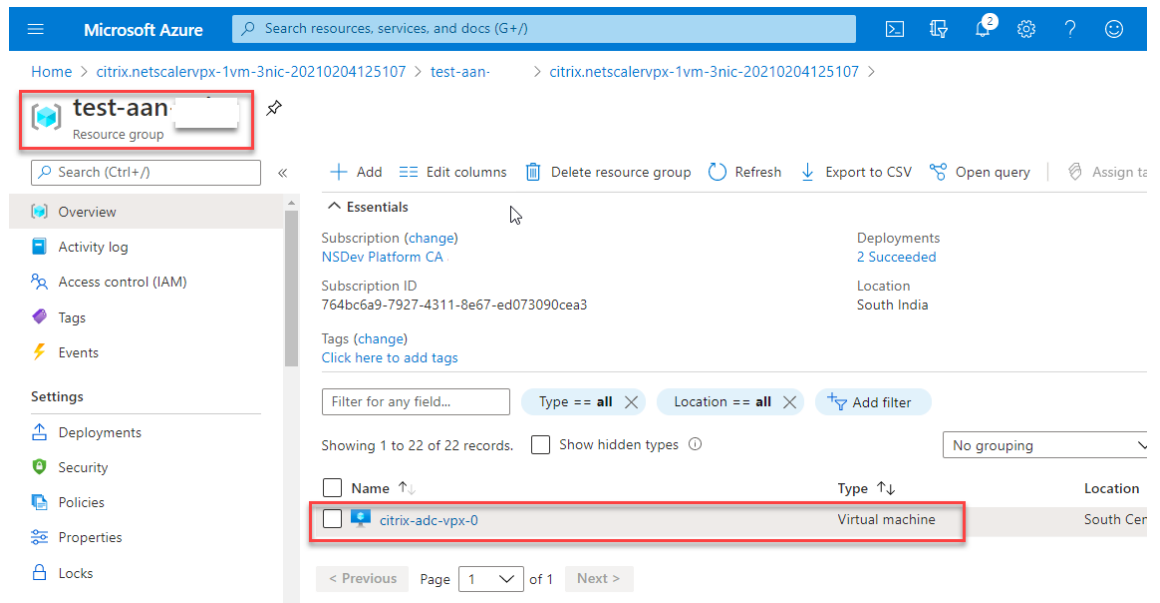 Microsoft Azure
Search resources, services, and docs (G+/)
2
Home > citrix.netscalervpx-1vm-3nic-20210204125107 > test-aan- > citrix.netscalervpx-1vm-3nic-20210204125107 >
test-aan-
Resource group
Search (Ctrl+/)
«
Add
Edit columns
Delete resource group
Refresh
Export to CSV
Open query
Assign ta
Overview
Activity log
Access control (IAM)
Tags
Events
Settings
Deployments
Security
Policies
Properties
Locks
Essentials
Subscription (change)
NSDev Platform CA
Subscription ID
764bc6a9-7927-4311-8e67-ed073090cea3
Tags (change)
Click here to add tags
Deployments
2 Succeeded
Location
South India
Filter for any field...
Type == all
Location == all
Add filter
Showing 1 to 22 of 22 records.
Show hidden types
No grouping
Name ↑↓ Type ↑↓ Location
citrix-adc-vpx-0 Virtual machine South Cen
< Previous Page 1 of 1 Next >